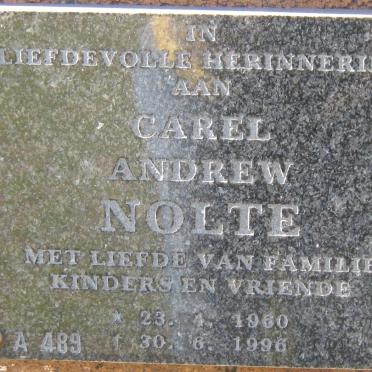 IN
LIEFDEVOLLE HERINNERI
AAN
CAREL
ANDREW
NOLTE
MET LIEFDE VAN FAMILIE
KINDERS EN VRIENDE
* 23. 4. 1960
A 489 † 30. 6. 1996